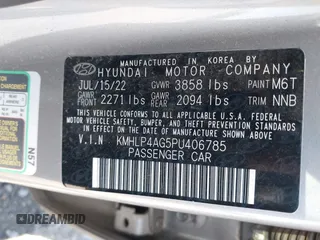 MADE IN KOREA
HYUNDAI MOTOR COMPANY
JUL/15/22 GVWR 3858 lbs PAINT M6T
GAWR FRONT 2271 lbs GAWR REAR 2094 lbs TRIM NNB
THIS VEHICLE CONFORMS TO ALL APPLICABLE FEDERAL
MOTOR VEHICLE SAFETY, BUMPER, AND THEFT
PREVENTION STANDARDS IN EFFECT ON THE DATE OF
MANUFACTURE SHOWN ABOVE.
V.I.N KMHLP4AG5PU406785
PASSENGER CAR
N57
DREAMBID